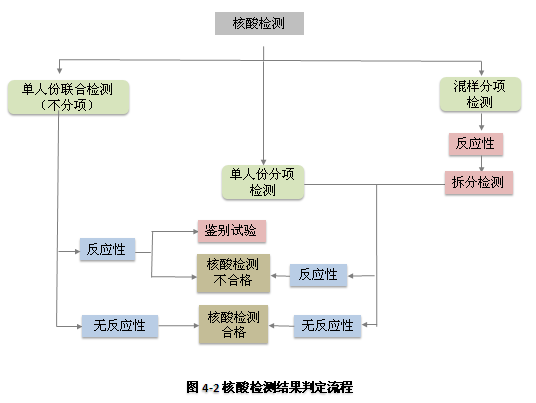 核酸检测
单人份联合检测
（不分项）
混样分项
检测
反应性
单人份分项
检测
拆分检测
鉴别试验
反应性
核酸检测
不合格
反应性
无反应性
核酸检测
合格
无反应性
图 4-2 核酸检测结果判定流程